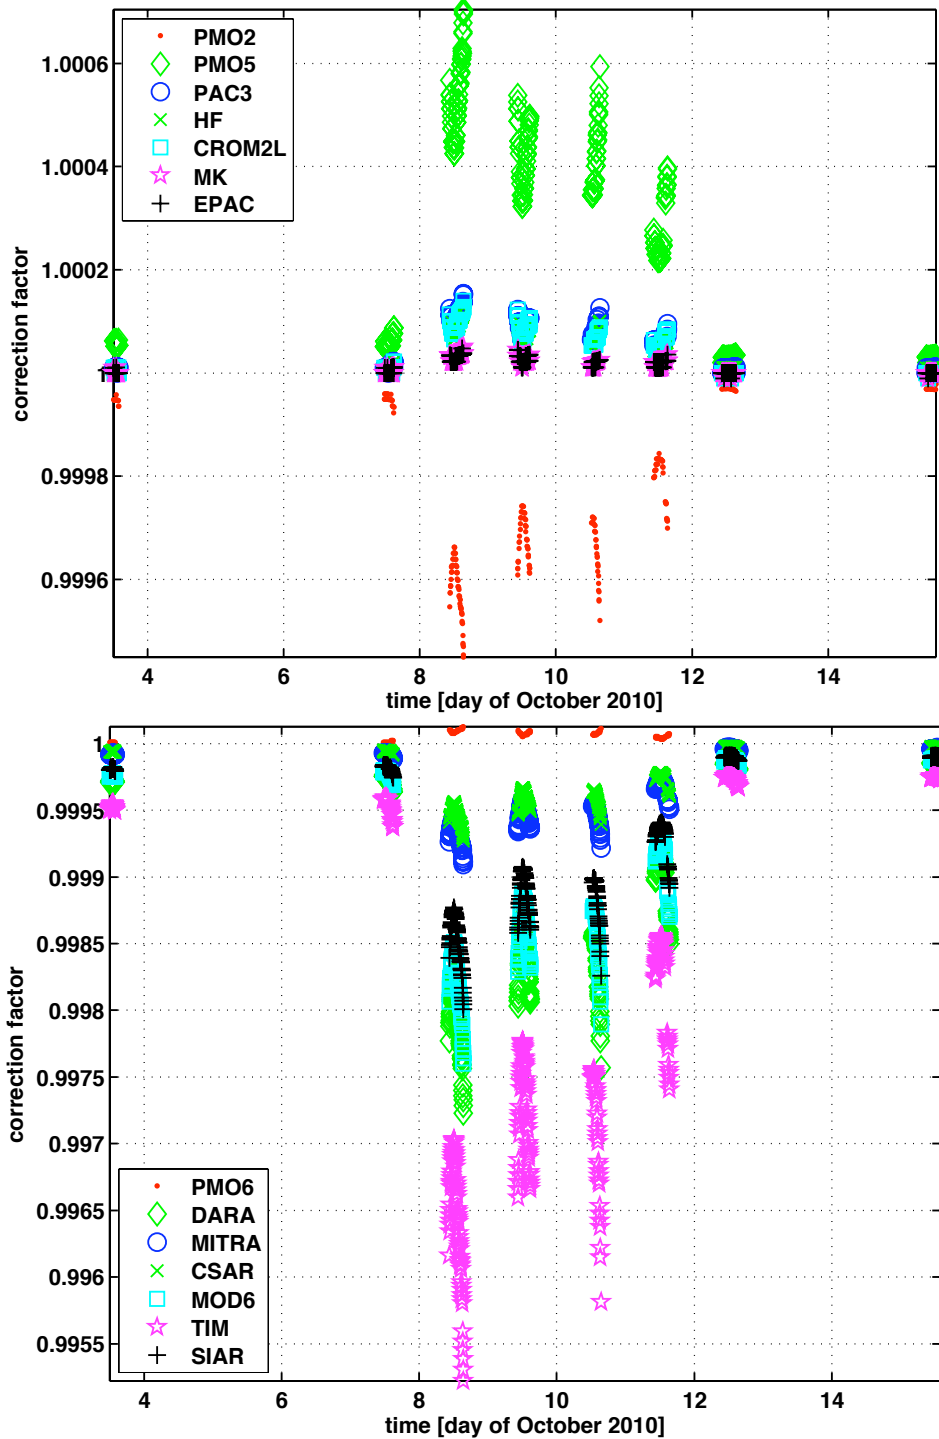 1.0006
1.0004
1.0002
1
0.9998
0.9996
correction factor
PMO2
PMO5
PAC3
HF
CROM2L
MK
EPAC
4 6 8 10 12 14
time [day of October 2010]
1
0.9995
0.999
0.9985
0.998
0.9975
0.997
0.9965
0.996
0.9955
correction factor
PMO6
DARA
MITRA
CSAR
MOD6
TIM
SIAR
4 6 8 10 12 14
time [day of October 2010]